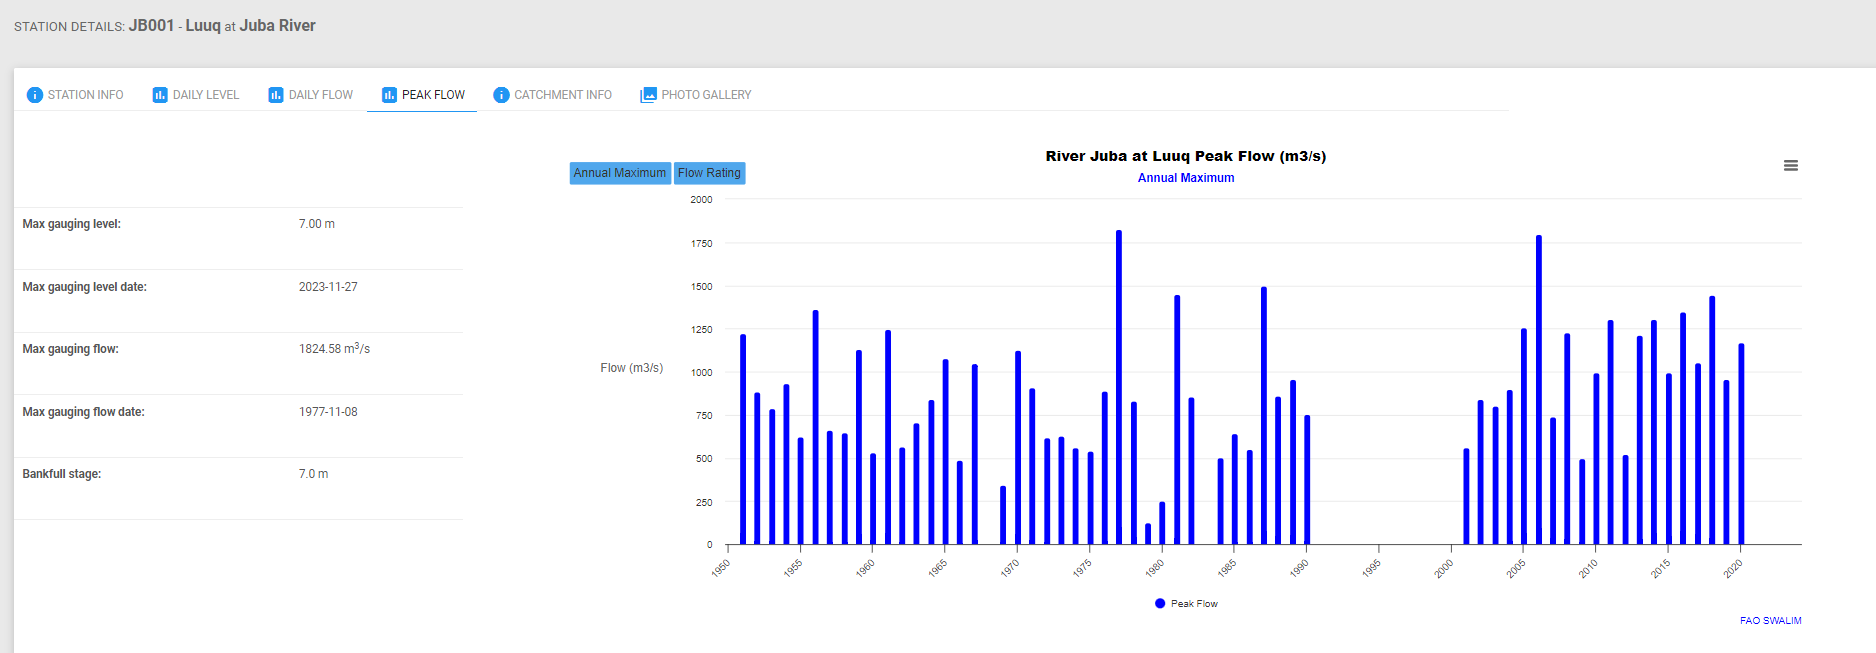 STATION DETAILS: JB001 - Luuq at Juba River
STATION INFO
DAILY LEVEL
DAILY FLOW
PEAK FLOW
CATCHMENT INFO
PHOTO GALLERY
Max gauging level: 7.00 m
Max gauging level date: 2023-11-27
Max gauging flow: 1824.58 m³/s
Max gauging flow date: 1977-11-08
Bankfull stage: 7.0 m
Annual Maximum
Flow Rating
River Juba at Luuq Peak Flow (m3/s)
Annual Maximum
Flow (m3/s)
2000
1750
1500
1250
1000
750
500
250
0
1950
1955
1960
1965
1970
1975
1980
1985
1990
1995
2000
2005
2010
2015
2020
Peak Flow
FAO SWALIM